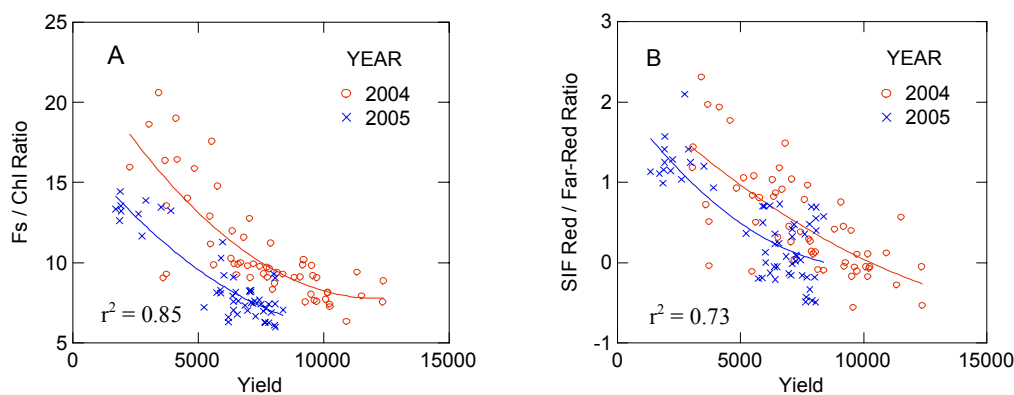 A
YEAR
2004
2005
25
20
15
10
5
Fs / Chl Ratio
r² = 0.85
0
5000
10000
15000
Yield
B
YEAR
2004
2005
3
2
1
0
-1
SIF Red / Far-Red Ratio
r² = 0.73
0
5000
10000
15000
Yield